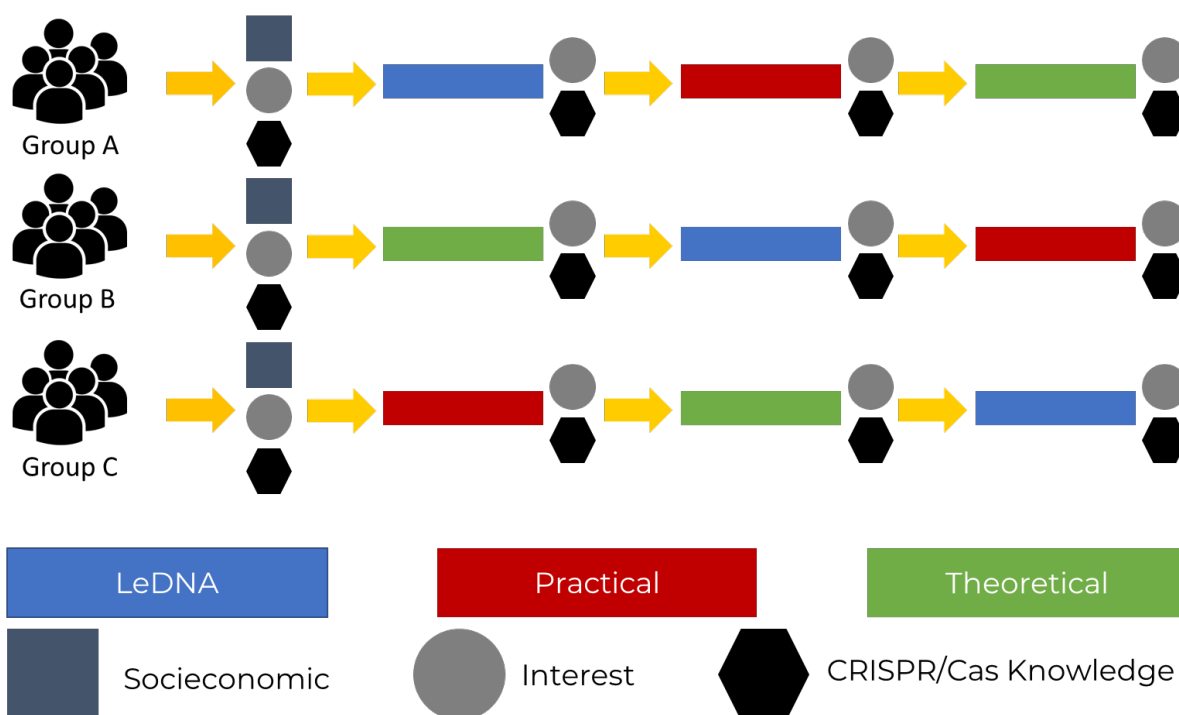 Group A
Group B
Group C
LeDNA
Practical
Theoretical
Socieconomic
Interest
CRISPR/Cas Knowledge